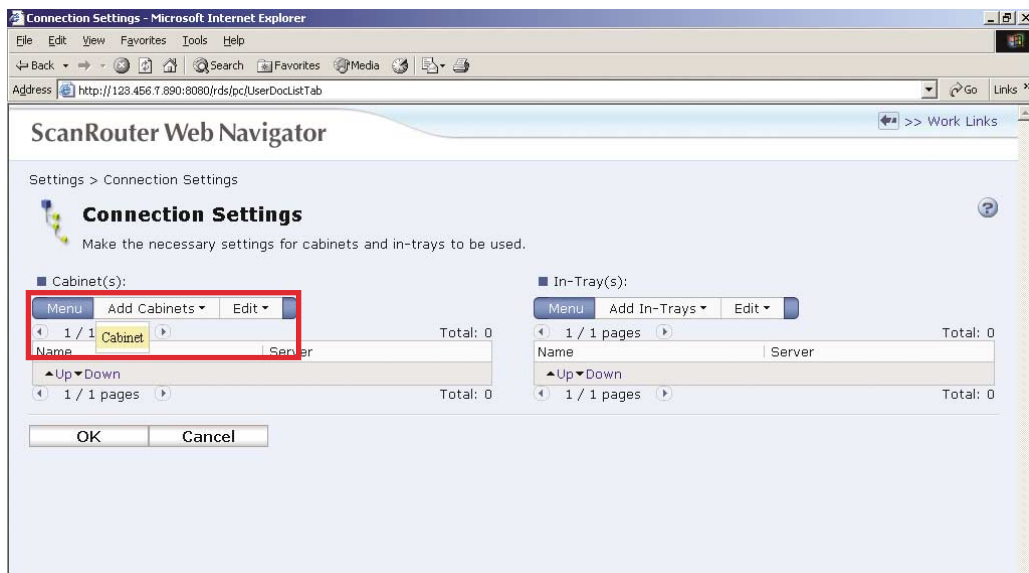 Connection Settings - Microsoft Internet Explorer
File Edit View Favorites Tools Help
Back Search Favorites Media
Address http://123.456.7.890:8080/rds/pc/UserDocListTab Go Links »
ScanRouter Web Navigator
>> Work Links
Settings > Connection Settings
Connection Settings
Make the necessary settings for cabinets and in-trays to be used.
Cabinet(s):
Menu Add Cabinets Edit
1 / 1
Cabinet
Total: 0
Name Server
Up Down
1 / 1 pages Total: 0
In-Tray(s):
Menu Add In-Trays Edit
1 / 1 pages Total: 0
Name Server
Up Down
1 / 1 pages Total: 0
OK Cancel